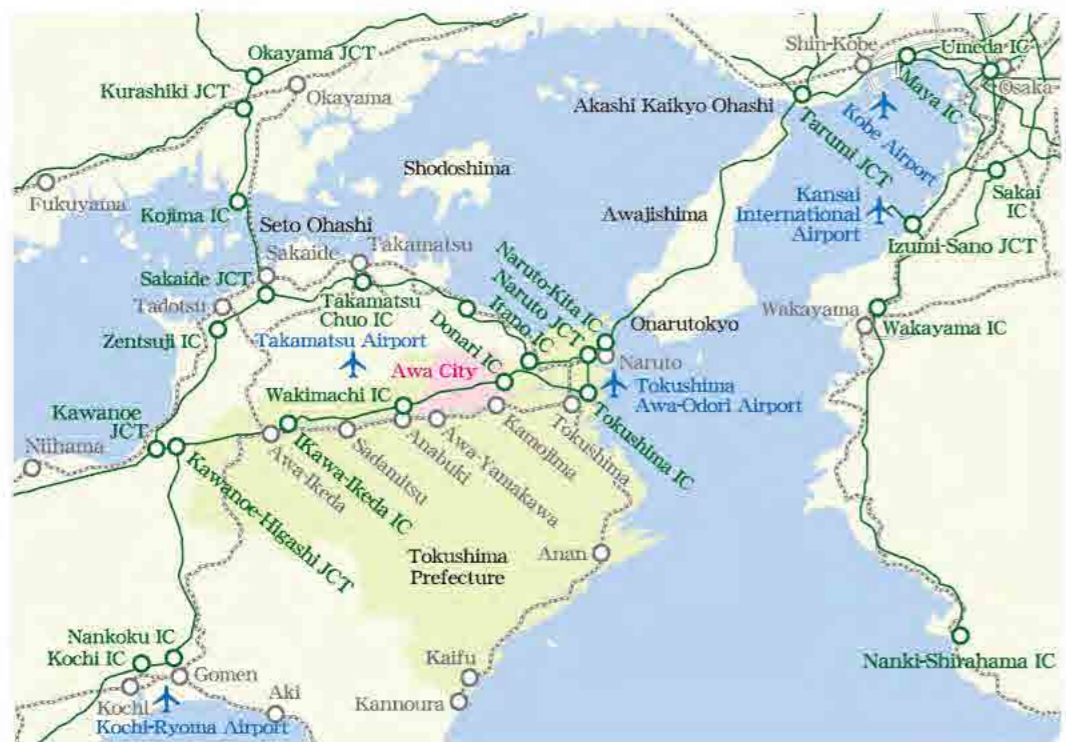 Okayama JCT
Kurashiki JCT
Okayama
Fukuyama
Kojima IC
Seto Ohashi
Sakaide
Sakaide JCT
Takamatsu
Tadotsu
Takamatsu
Chuo IC
Zentsuji IC
Takamatsu Airport
Shodoshima
Akashi Kaikyo Ohashi
Awajishima
Shin-Kobe
Umeda IC
Osaka
Maya IC
Kobe Airport
Tarumi JCT
Sakai
IC
Kansai
International
Airport
Izumi-Sano JCT
Wakayama
Wakayama IC
Nanki-Shirahama IC
Naruto-Kita IC
Naruto JCT
Itano IC
Donari IC
Onarutokyo
Naruto
Tokushima
Awa-Odori Airport
Awa City
Wakimachi IC
Kawanoe
JCT
Niihama
Kawanoe-Higashi JCT
Awa-Ikeda
IKawa-Ikeda IC
Sadamitsu
Anabuki
Awa-Yamakawa
Kamojima
Tokushima
Tokushima IC
Tokushima
Prefecture
Anan
Kaifu
Kannoura
Nankoku IC
Kochi IC
Gomen
Kochi
Aki
Kochi-Ryoma Airport